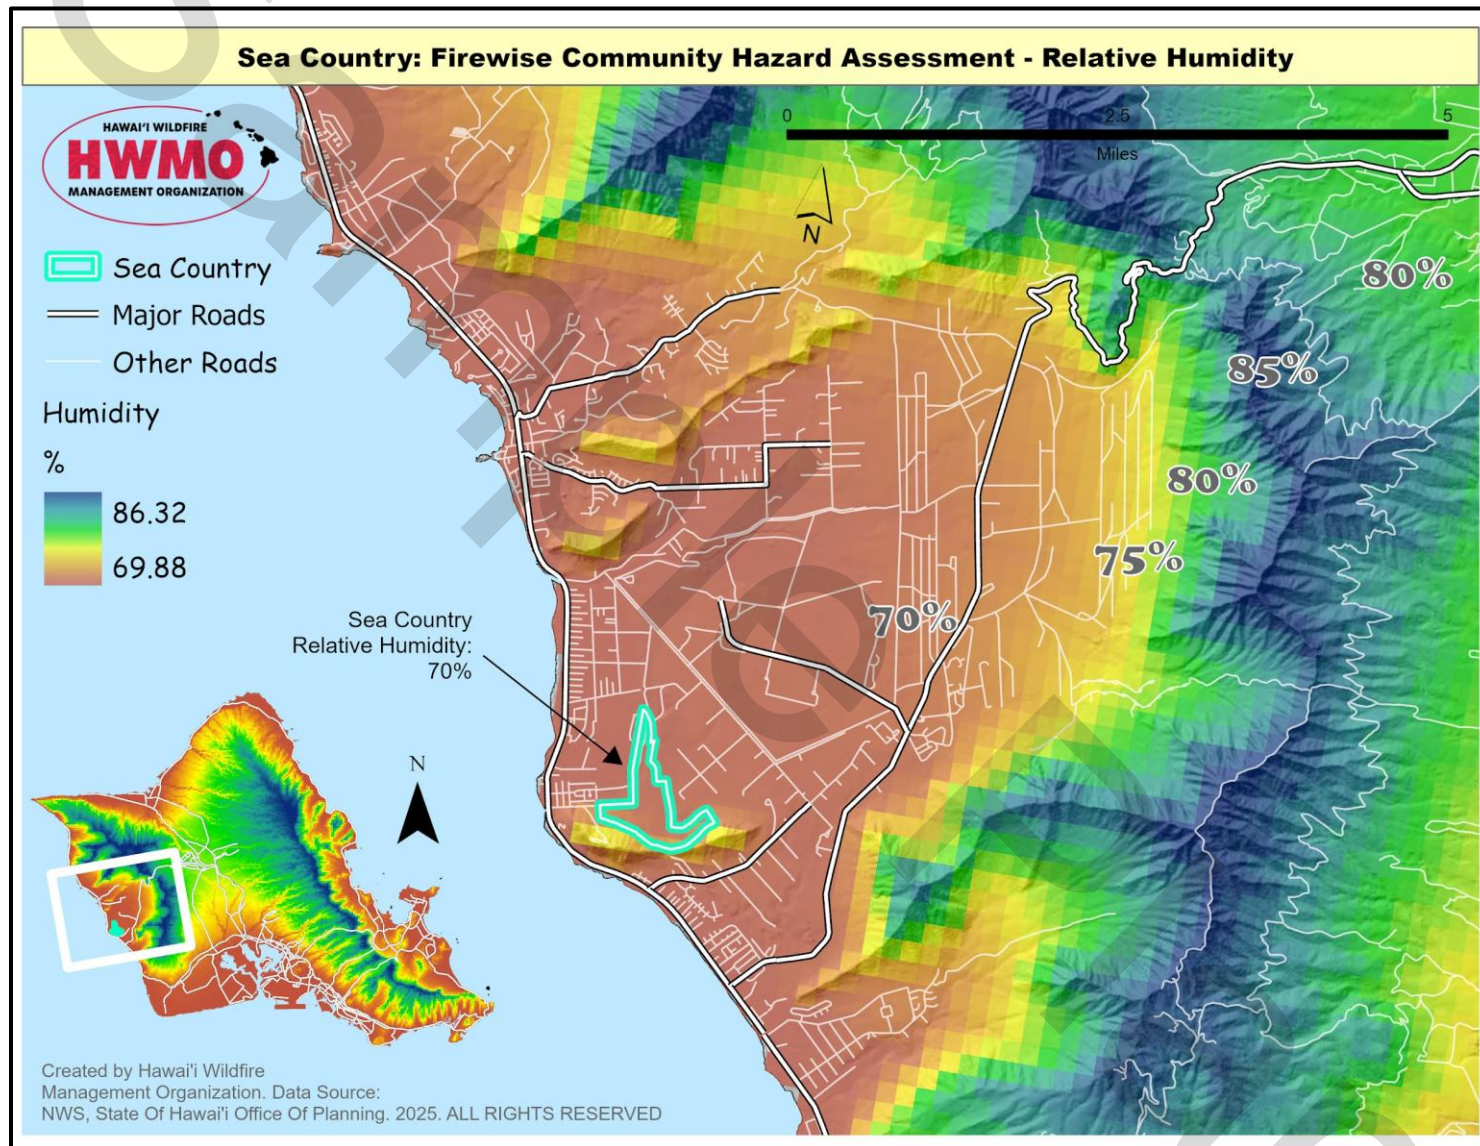 Sea Country: Firewise Community Hazard Assessment - Relative Humidity
HAWAI'I WILDFIRE
HWMO
MANAGEMENT ORGANIZATION
0 2.5 5
Miles
N
Sea Country
Major Roads
Other Roads
Humidity
%
86.32
69.88
80%
85%
80%
75%
70%
Sea Country
Relative Humidity:
70%
N
Created by Hawai'i Wildfire
Management Organization. Data Source:
NWS, State Of Hawai'i Office Of Planning. 2025. ALL RIGHTS RESERVED